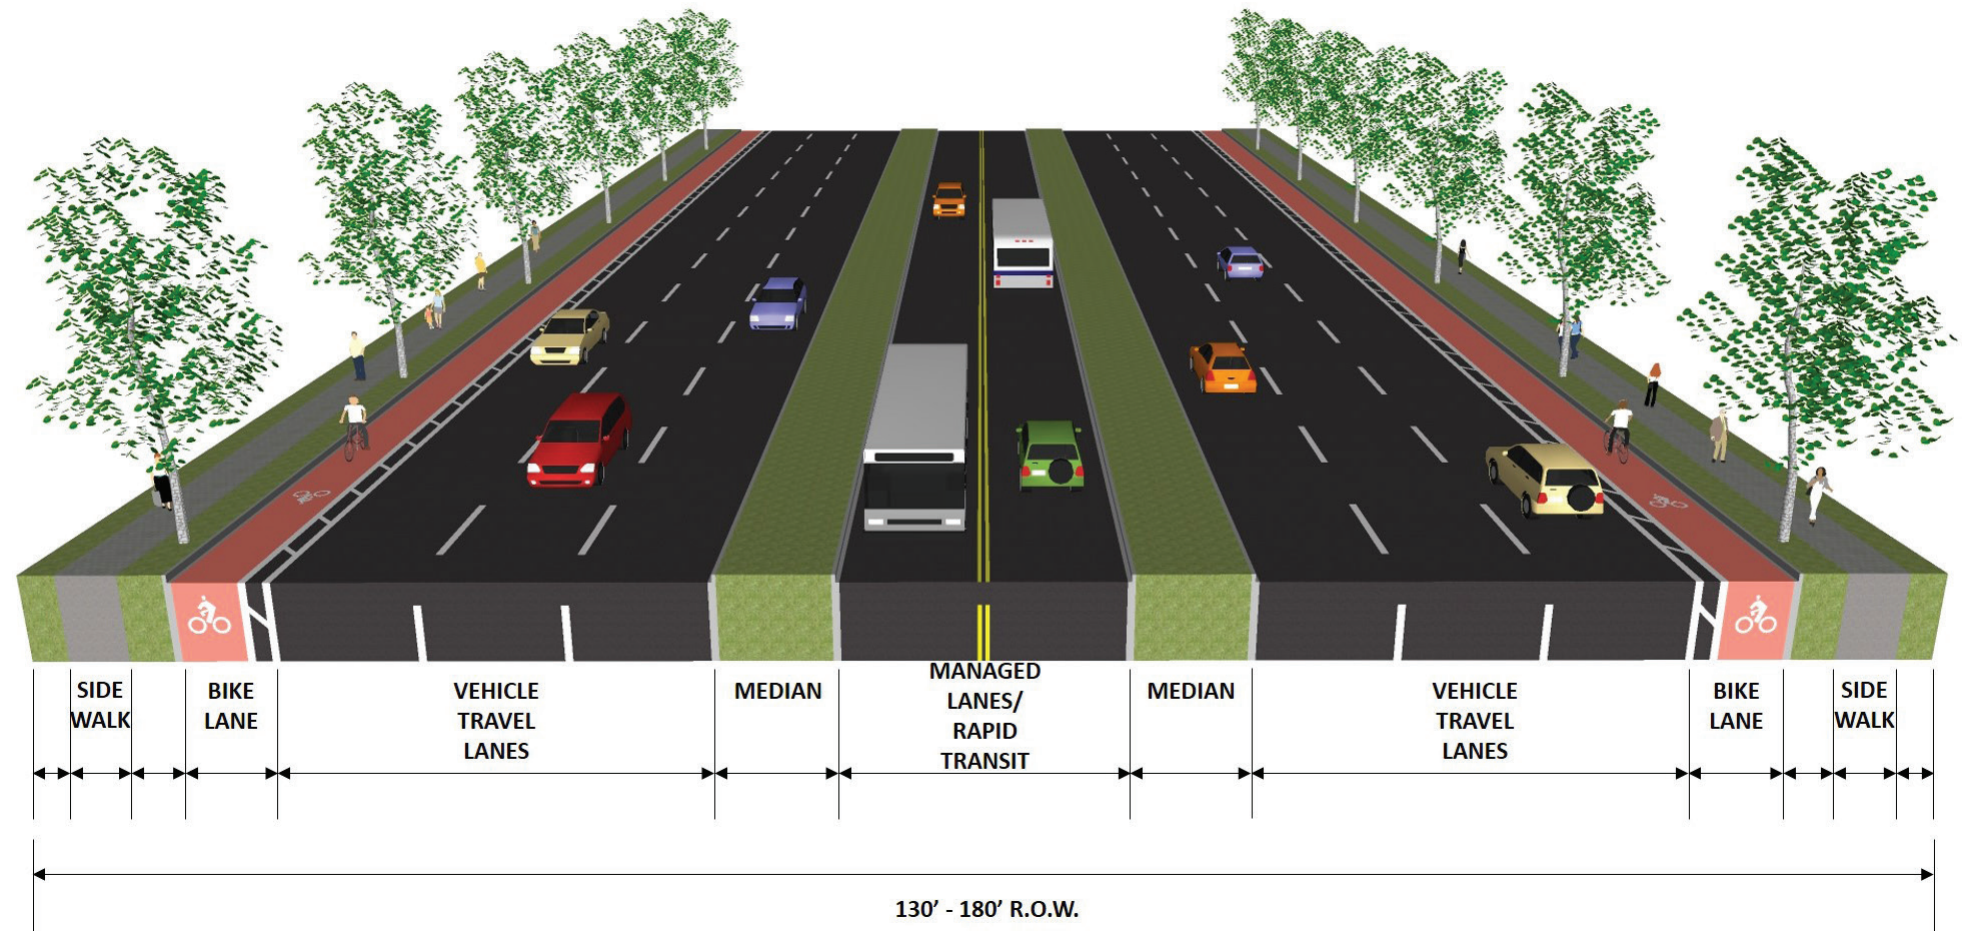 SIDE
WALK
BIKE
LANE
VEHICLE
TRAVEL
LANES
MEDIAN
MANAGED
LANES/
RAPID
TRANSIT
MEDIAN
VEHICLE
TRAVEL
LANES
BIKE
LANE
SIDE
WALK
130’ - 180’ R.O.W.